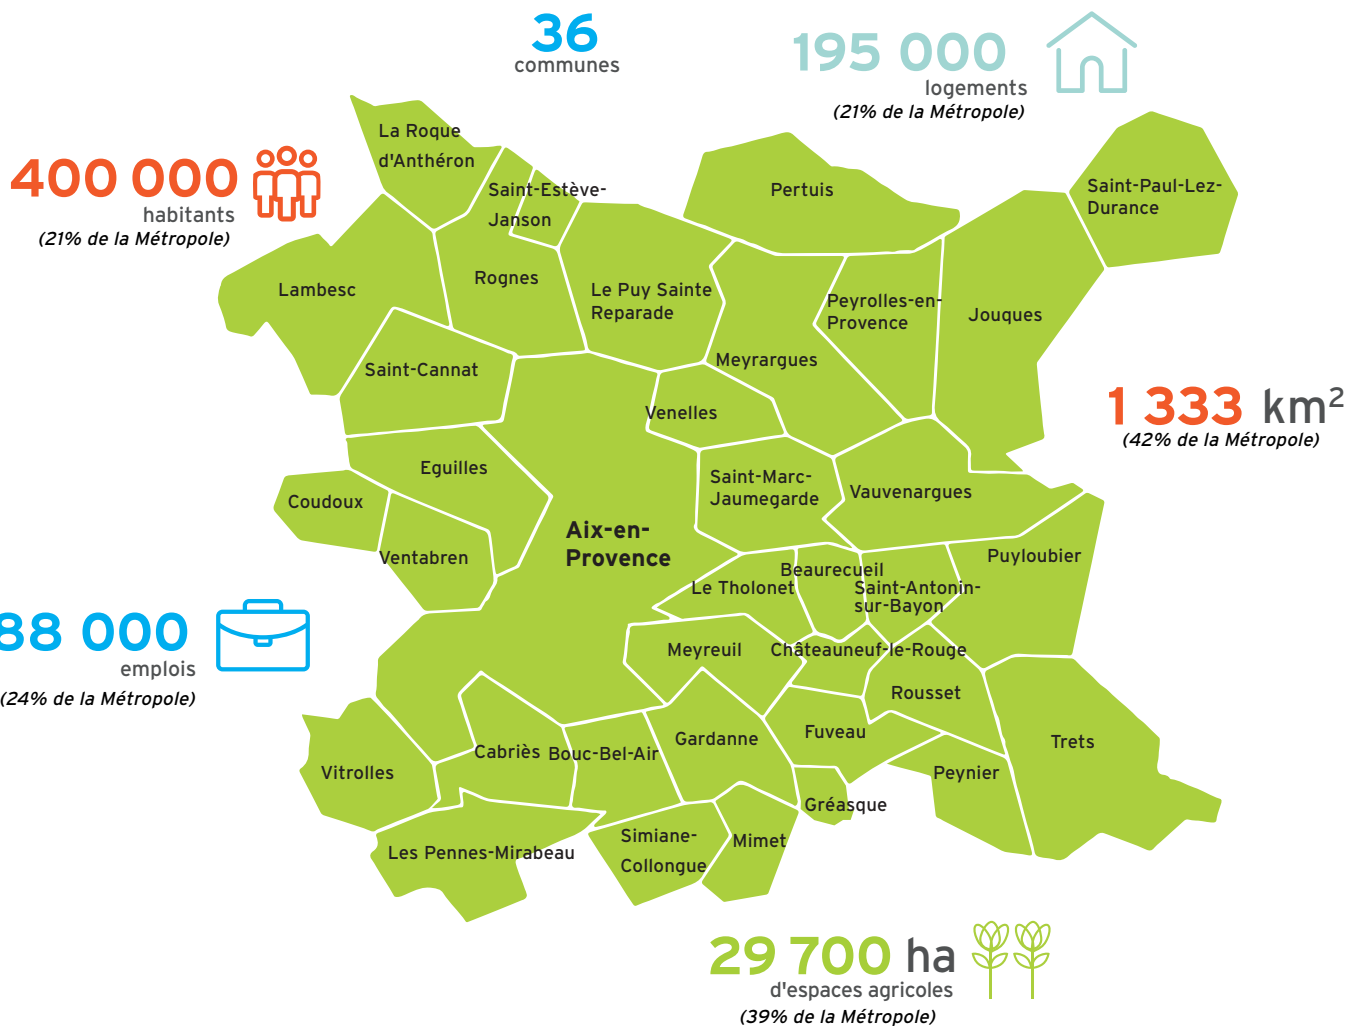 36
communes
195 000
logements
(21% de la Métropole)
400 000
habitants
(21% de la Métropole)
La Roque
d'Anthéron
Saint-Estève-
Janson
Pertuis
Saint-Paul-Lez-
Durance
Lambesc
Rognes
Le Puy Sainte
Reparade
Peyrolles-en-
Provence
Jouques
Meyrargues
Saint-Cannat
Venelles
1 333 km²
(42% de la Métropole)
Eguilles
Saint-Marc-
Jaumegarde
Vauvenargues
Coudoux
Aix-en-
Provence
Ventabren
Puyloubier
Beaurecueil
Le Tholonet
Saint-Antonin-
sur-Bayon
88 000
emplois
(24% de la Métropole)
Meyreuil
Châteauneuf-le-Rouge
Rousset
Fuveau
Gardanne
Trets
Cabriès
Bouc-Bel-Air
Vitrolles
Peynier
Gréasque
Simiane-
Collongue
Mimet
Les Pennes-Mirabeau
29 700 ha
d'espaces agricoles
(39% de la Métropole)